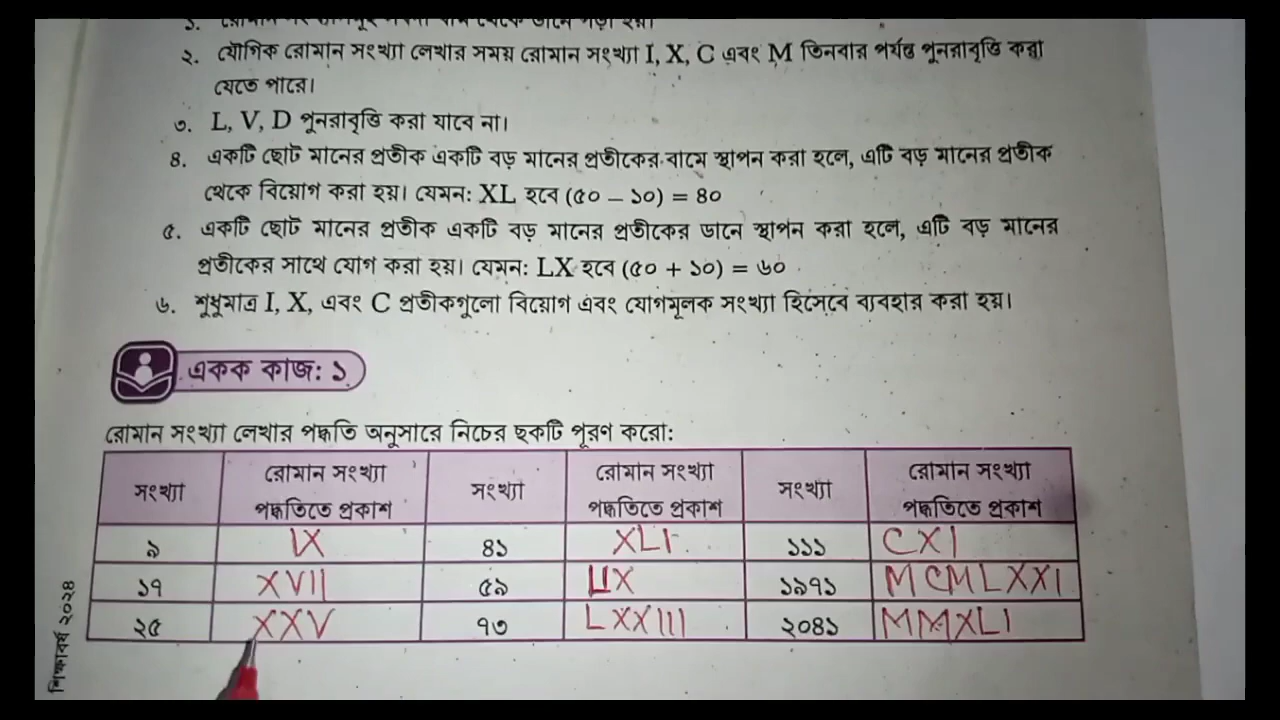 ২. যৌগিক রোমান সংখ্যা লেখার সময় রোমান সংখ্যা I, X, C এবং M তিনবার পর্যন্ত পুনরাবৃত্তি করা
যেতে পারে।
৩. L, V, D পুনরাবৃত্তি করা যাবে না।
৪. একটি ছোট মানের প্রতীক একটি বড় মানের প্রতীকের বামে স্থাপন করা হলে, এটি বড় মানের প্রতীক
থেকে বিয়োগ করা হয়। যেমন: XL হবে (৫০ – ১০) = ৪০
৫. একটি ছোট মানের প্রতীক একটি বড় মানের প্রতীকের ডানে স্থাপন করা হলে, এটি বড় মানের
প্রতীকের সাথে যোগ করা হয়। যেমন: LX হবে (৫০ + ১০) = ৬০
৬. শুধুমাত্র I, X, এবং C প্রতীকগুলো বিয়োগ এবং যোগমূলক সংখ্যা হিসেবে ব্যবহার করা হয়।
একক কাজ: ১
রোমান সংখ্যা লেখার পদ্ধতি অনুসারে নিচের ছকটি পূরণ করো:
সংখ্যা রোমান সংখ্যা পদ্ধতিতে প্রকাশ সংখ্যা রোমান সংখ্যা পদ্ধতিতে প্রকাশ সংখ্যা রোমান সংখ্যা পদ্ধতিতে প্রকাশ
৯ IX ৪১ XLI ১১১ CXI
১৭ XVII ৫৯ LIX ১৯৭১ MCMLXXI
২৫ XXV ৭৩ LXXIII ২০৪১ MMXLI
শিক্ষাবর্ষ ২০২৪